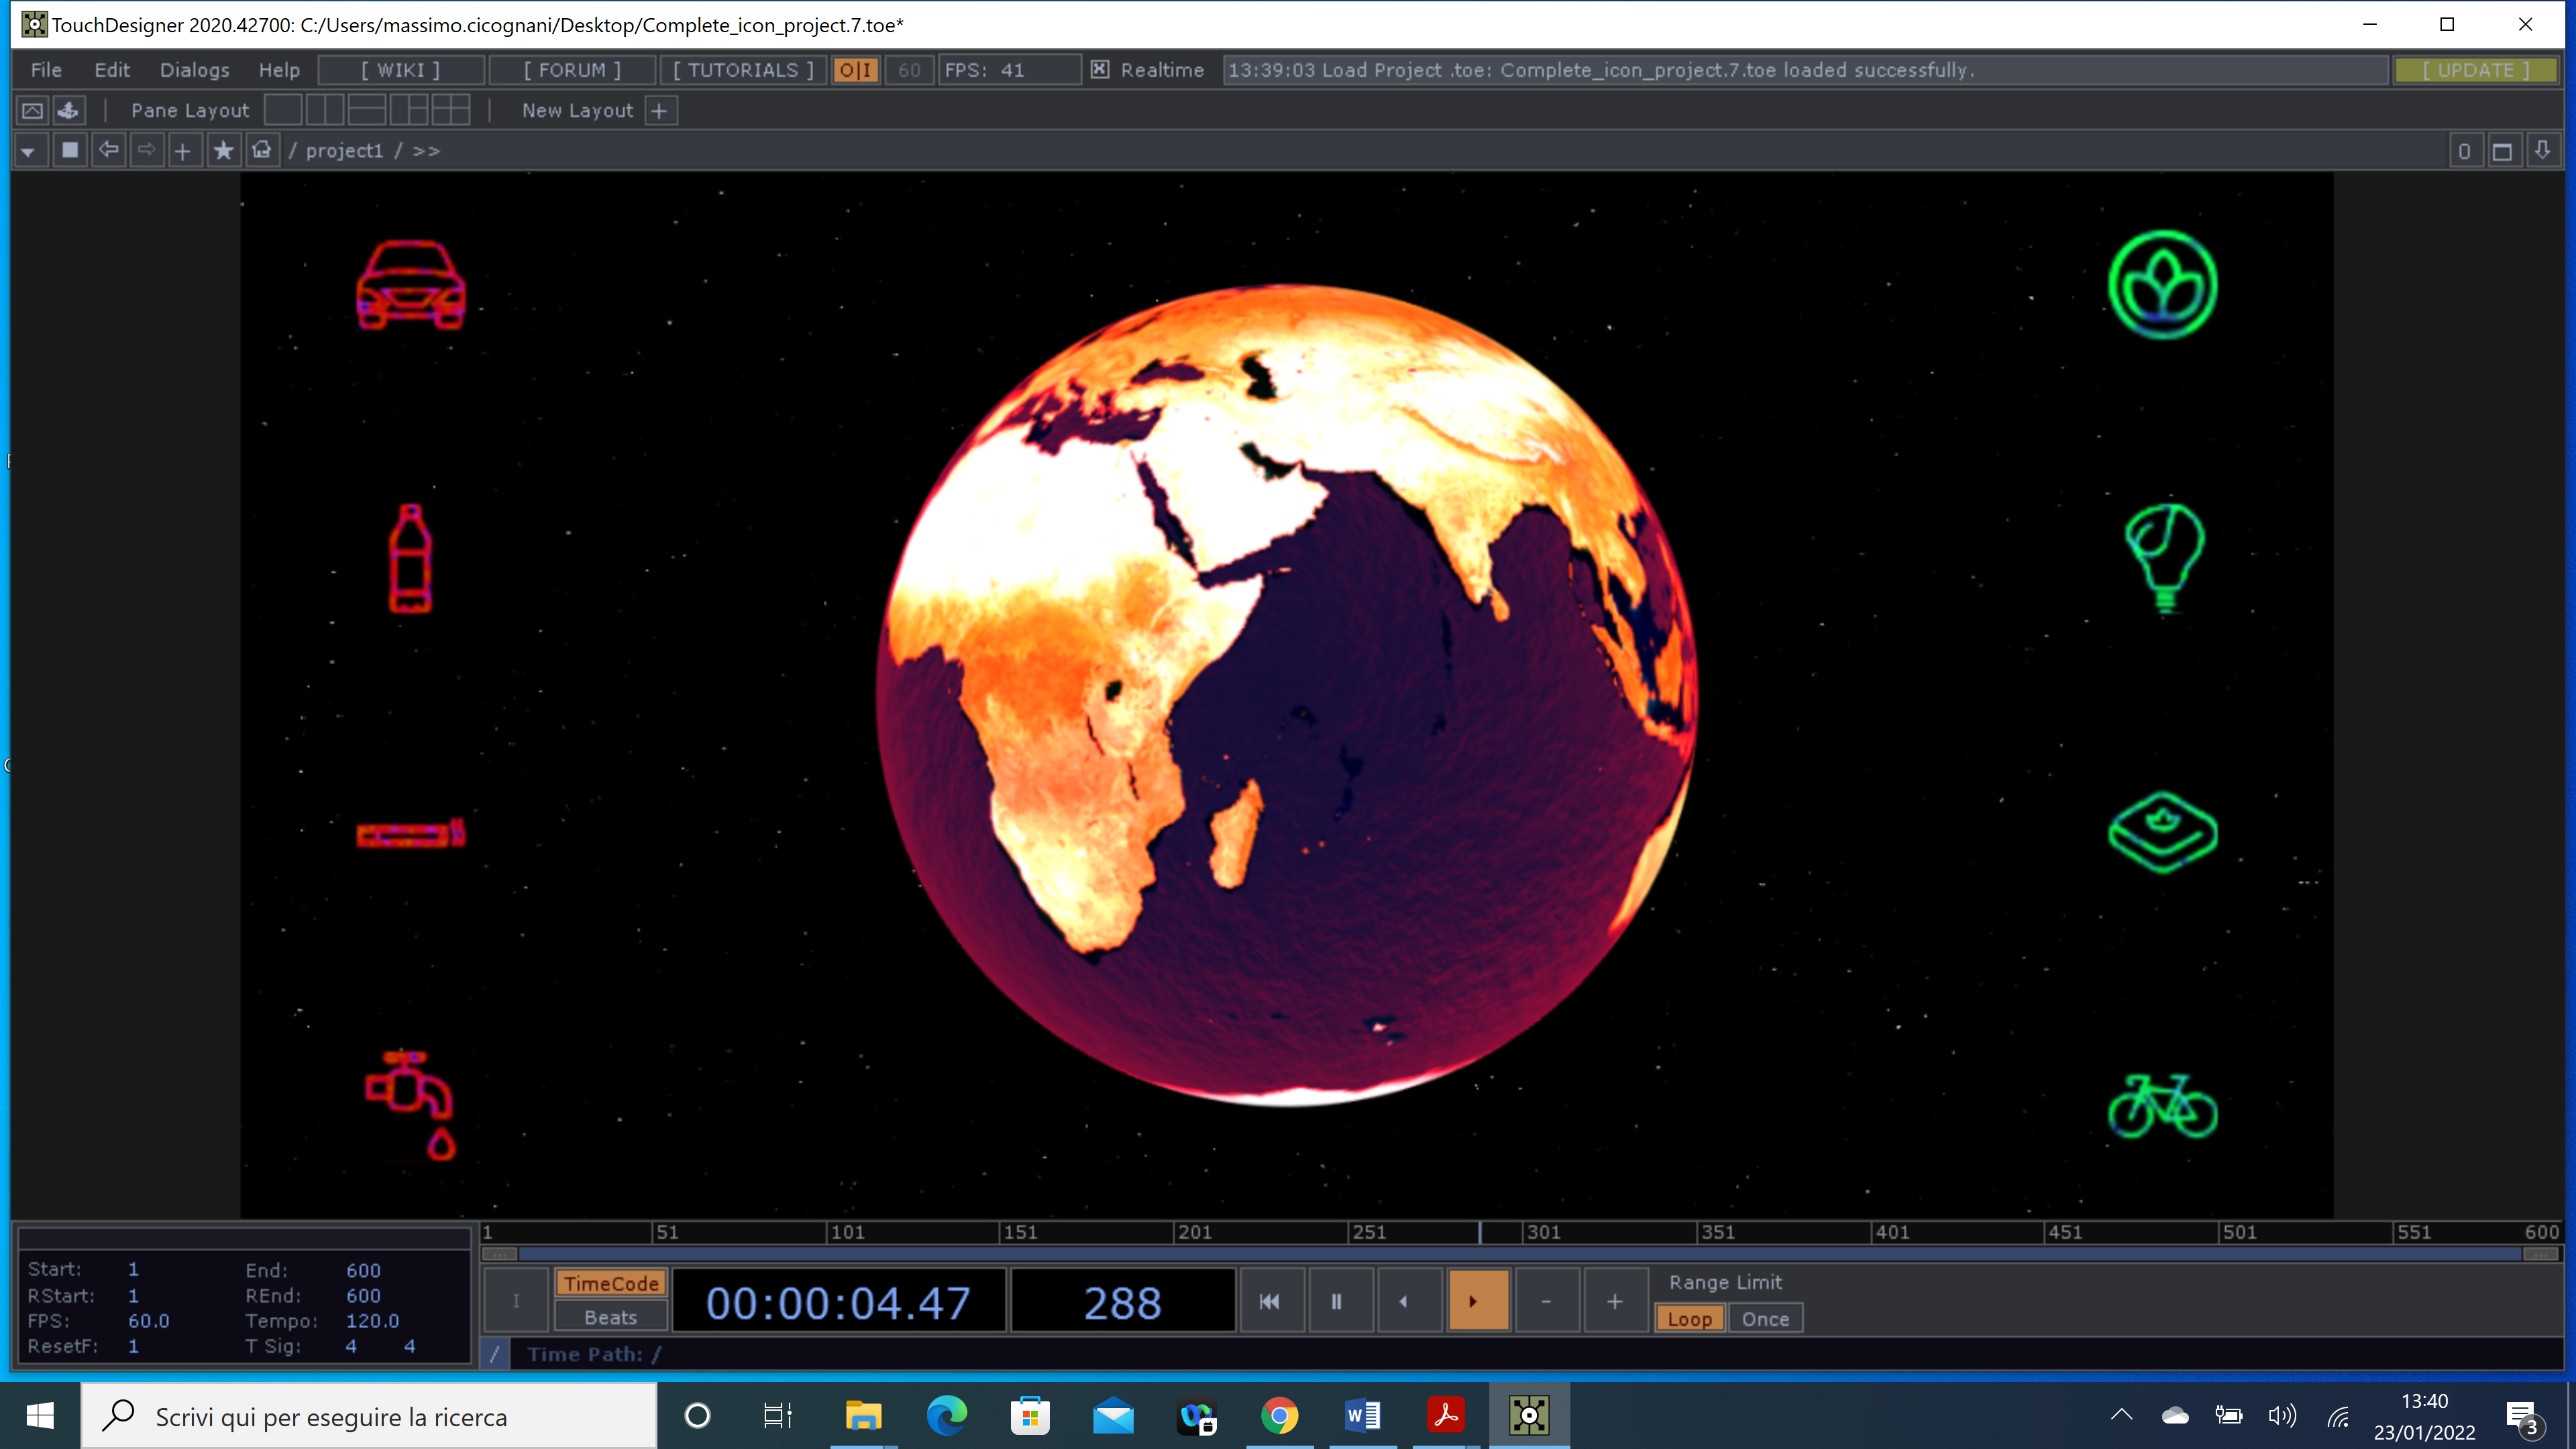 TouchDesigner 2020.42700: C:/Users/massimo.cicognani/Desktop/Complete_icon_project.7.toe*
File Edit Dialogs Help [ WIKI ] [ FORUM ] [ TUTORIALS ] O|I 60 FPS: 41 Realtime 13:39:03 Load Project .toe: Complete_icon_project.7.toe loaded successfully. [ UPDATE ]
Pane Layout New Layout +
/ project1 / >> 0
1 51 101 151 201 251 301 351 401 451 501 551 600
Start: 1 End: 600
RStart: 1 REnd: 600
FPS: 60.0 Tempo: 120.0
ResetF: 1 T Sig: 4 4
I TimeCode
Beats
00:00:04.47 288 - +
Range Limit
Loop Once
/ Time Path: /
Scrivi qui per eseguire la ricerca
13:40
23/01/2022
3